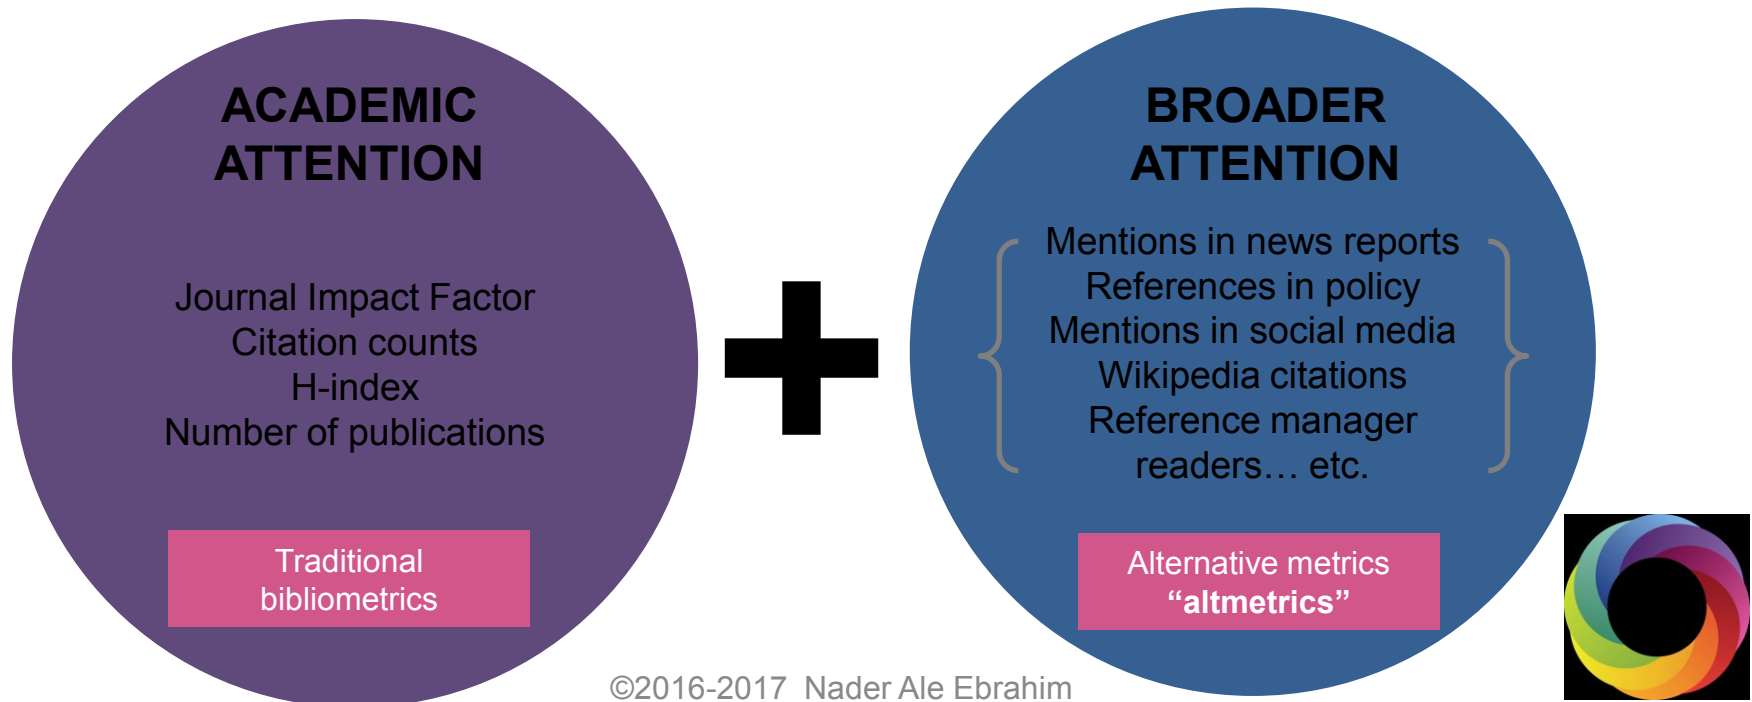 ACADEMIC
ATTENTION
Journal Impact Factor
Citation counts
H-index
Number of publications
Traditional
bibliometrics
BROADER
ATTENTION
Mentions in news reports
References in policy
Mentions in social media
Wikipedia citations
Reference manager
readers… etc.
Alternative metrics
“altmetrics”
©2016-2017 Nader Ale Ebrahim